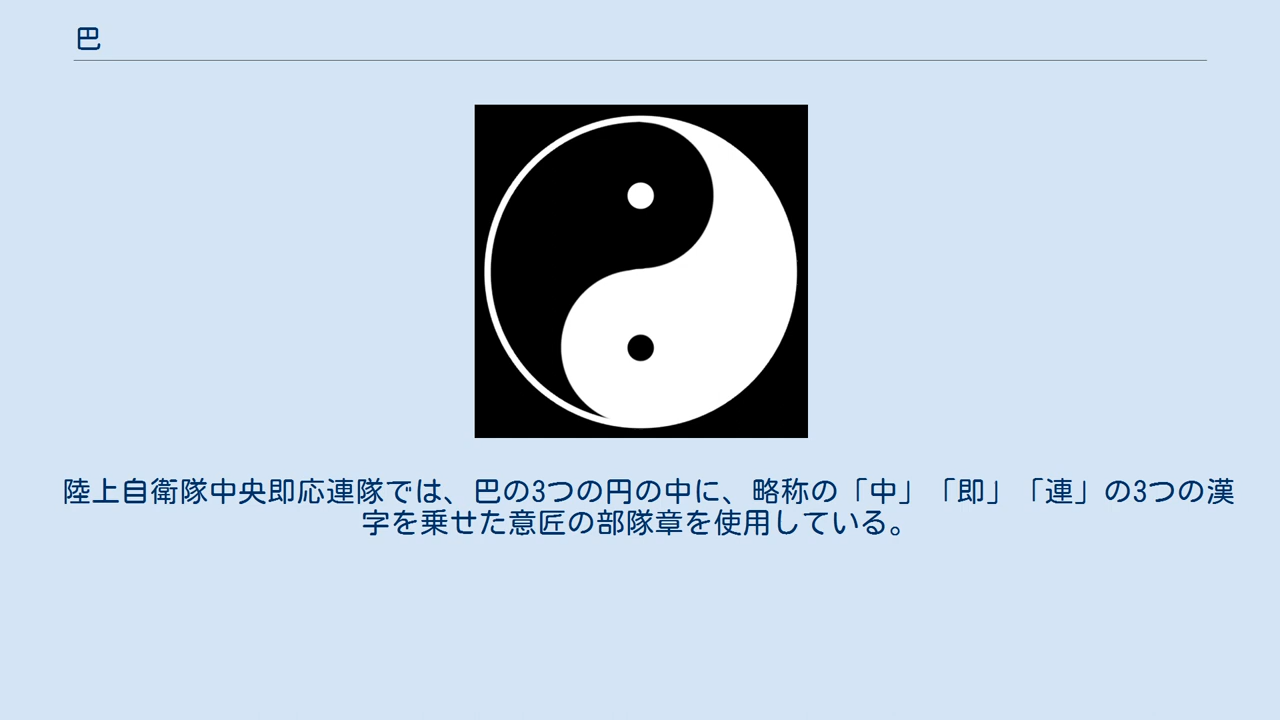 巴
陸上自衛隊中央即応連隊では、巴の3つの円の中に、略称の「中」「即」「連」の3つの漢
字を乗せた意匠の部隊章を使用している。